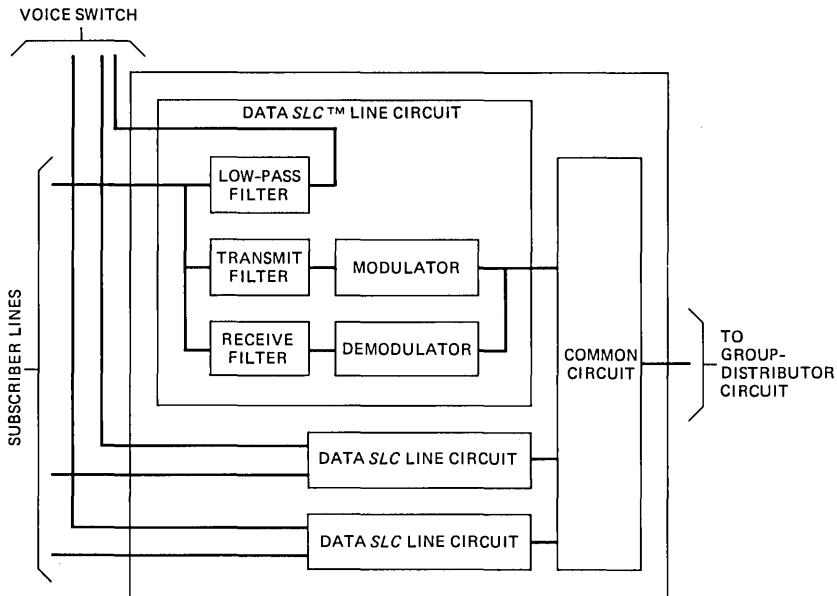 VOICE SWITCH
DATA SLC™ LINE CIRCUIT
LOW-PASS
FILTER
TRANSMIT
FILTER
MODULATOR
RECEIVE
FILTER
DEMODULATOR
SUBSCRIBER LINES
COMMON
CIRCUIT
TO
GROUP-
DISTRIBUTOR
CIRCUIT
DATA SLC LINE CIRCUIT
DATA SLC LINE CIRCUIT